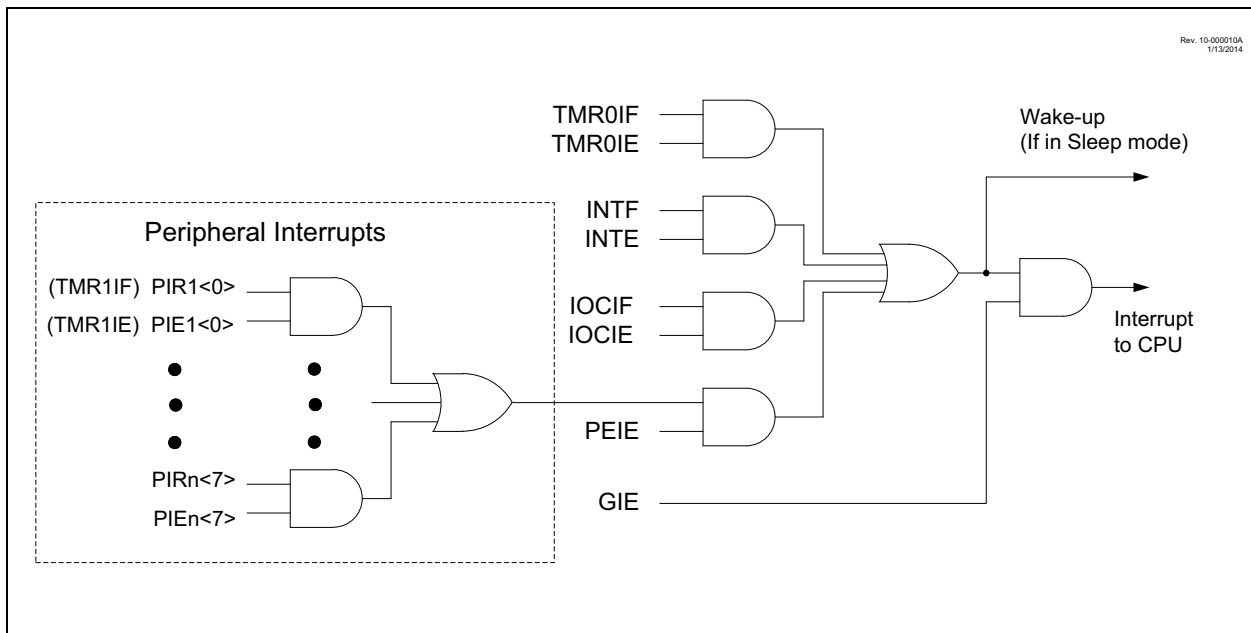 Rev. 10-000010A
1/13/2014
TMR0IF
TMR0IE
Wake-up
(If in Sleep mode)
INTF
INTE
Peripheral Interrupts
(TMR1IF) PIR1<0>
(TMR1IE) PIE1<0>
IOCIF
IOCIE
Interrupt
to CPU
PEIE
PIRn<7>
PIEn<7>
GIE